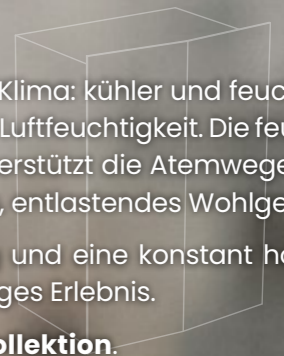 Klima: kühler und feuc
Luftfeuchtigkeit. Die feu
erstützt die Atemwege
, entlastendes Wohlge
und eine konstant ho
ges Erlebnis.
ollektion.